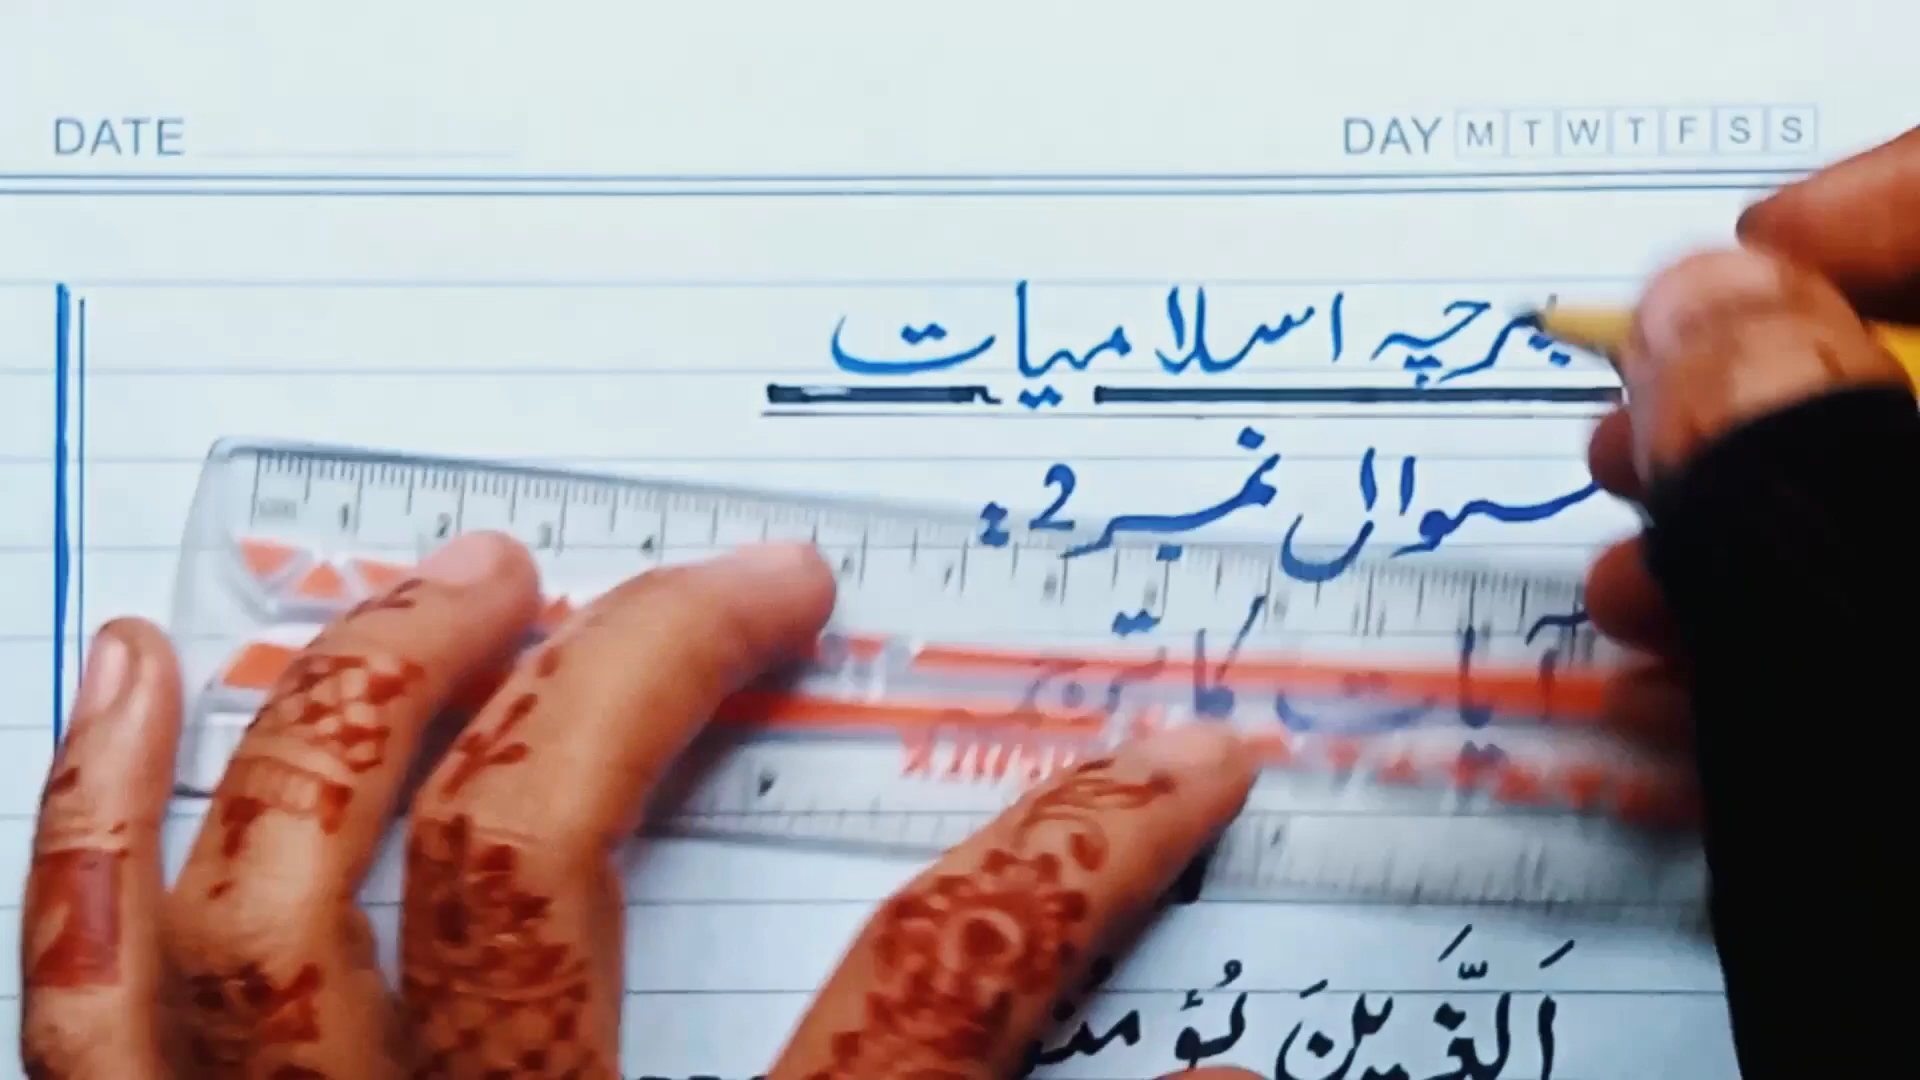 DATE DAY M T W T F S S
پرچہ اسلامیات
سوال نمبر 2:
آیات کا ترجمہ
اَلَّذِیْنَ